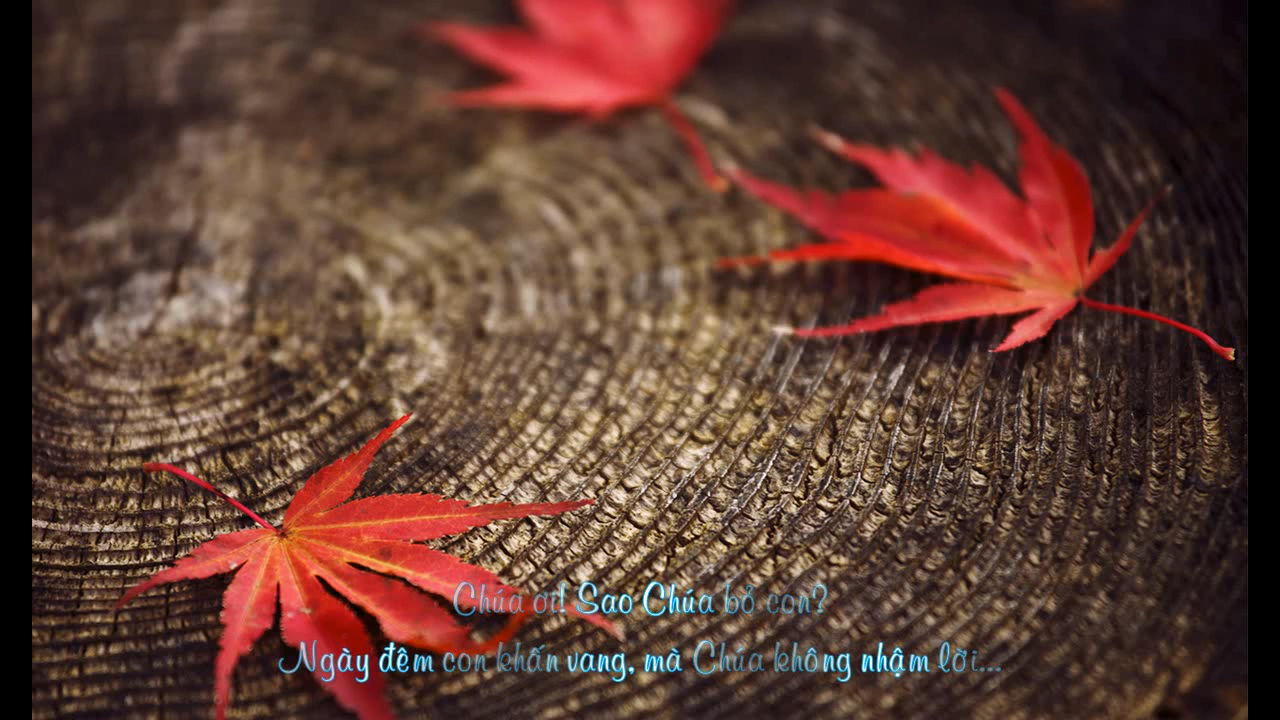 Chúa ơi! Sao Chúa bỏ con?
Ngày đêm con khấn vang, mà Chúa không nhậm lời...